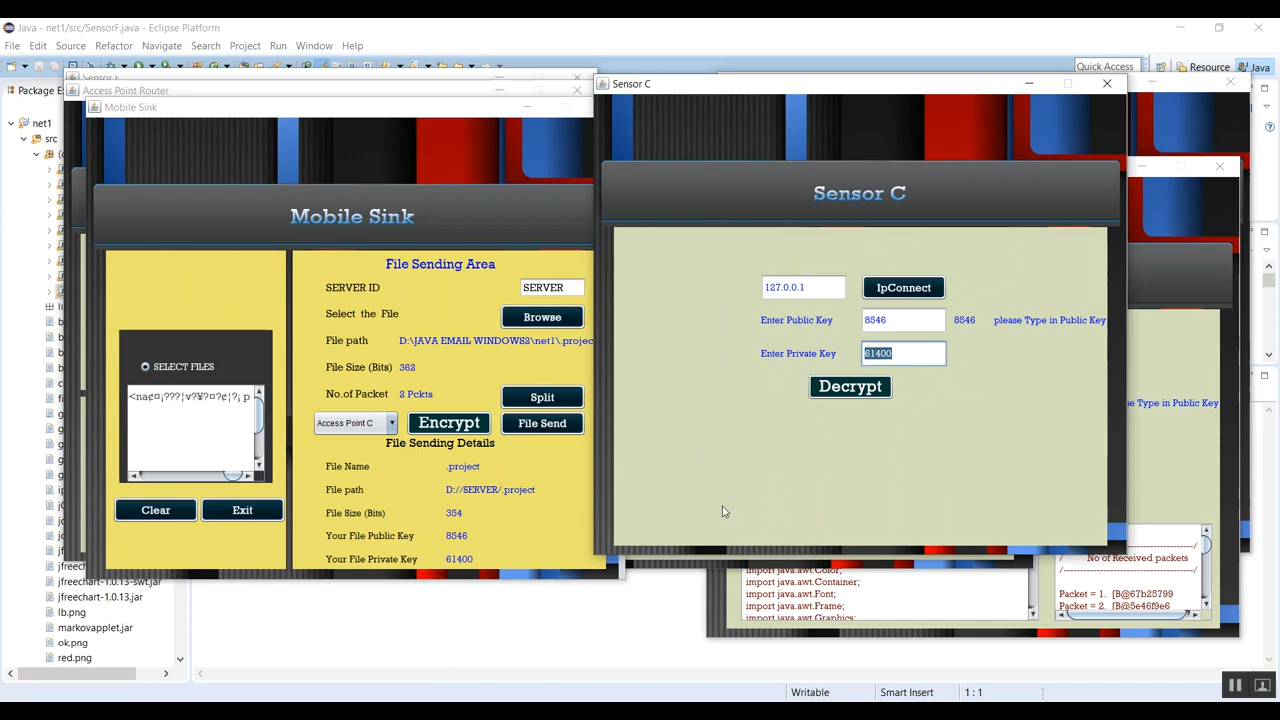 Java - net1/src/SensorF.java - Eclipse Platform
File Edit Source Refactor Navigate Search Project Run Window Help
Quick Access
Resource
Java
Package E
net1
src
jfreechart-1.0.13-swt.jar
jfreechart-1.0.13.jar
lb.png
markovapplet.jar
ok.png
red.png
Access Point Router
Mobile Sink
Mobile Sink
SELECT FILES
Clear
Exit
File Sending Area
SERVER ID
SERVER
Select the File
Browse
File path
D:\JAVA EMAIL WINDOWS2\net1\.projec
File Size (Bits)
362
No.of Packet
2 Pckts
Split
Access Point C
Encrypt
File Send
File Sending Details
File Name
.project
File path
D://SERVER/.project
File Size (Bits)
354
Your File Public Key
8546
Your File Private Key
61400
Sensor C
Sensor C
127.0.0.1
IpConnect
Enter Public Key
8546
8546
please Type in Public Key
Enter Private Key
61400
Decrypt
se Type in Public Key
import java.awt.Color;
import java.awt.Container;
import java.awt.Font;
import java.awt.Frame;
import java.awt.Graphics;
No of Received packets
/------------------------------------/
Packet = 1. [B@67b25799
Packet = 2. [B@5e46f9e6
Writable
Smart Insert
1 : 1